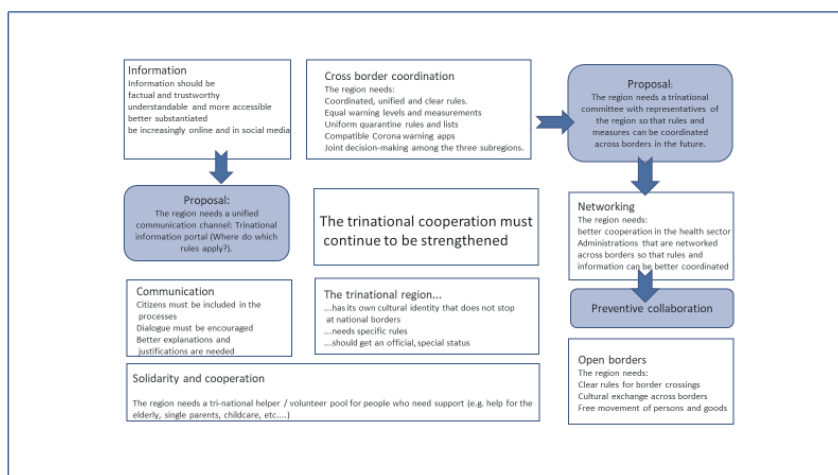 Information
Information should be
factual and trustworthy
understandable and more accessible
better substantiated
be increasingly online and in social media
Cross border coordination
The region needs:
Coordinated, unified and clear rules.
Equal warning levels and measurements
Uniform quarantine rules and lists
Compatible Corona warning apps
Joint decision-making among the three subregions.
Proposal:
The region needs a trinational
committee with representatives of
the region so that rules and
measures can be coordinated
across borders in the future.
Proposal:
The region needs a unified
communication channel: Trinational
information portal (Where do which
rules apply?).
The trinational cooperation must
continue to be strengthened
Networking
The region needs:
better cooperation in the health sector
Administrations that are networked
across borders so that rules and
information can be better coordinated
Communication
Citizens must be included in the
processes
Dialogue must be encouraged
Better explanations and
justifications are needed
The trinational region...
...has its own cultural identity that does not stop
at national borders
...needs specific rules
...should get an official, special status
Preventive collaboration
Solidarity and cooperation
The region needs a tri-national helper / volunteer pool for people who need support (e.g. help for the
elderly, single parents, childcare, etc....)
Open borders
The region needs:
Clear rules for border crossings
Cultural exchange across borders
Free movement of persons and goods